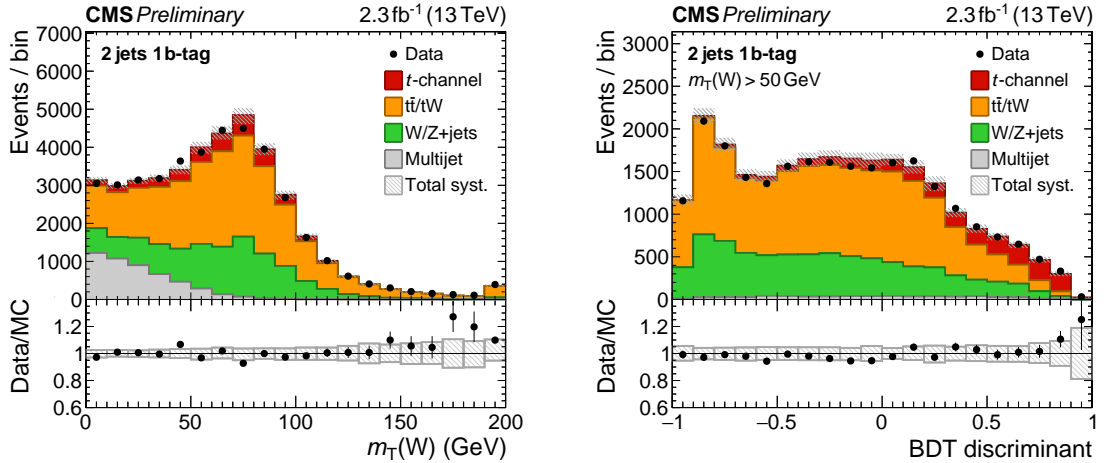 CMS Preliminary 2.3 fb⁻¹ (13 TeV)
2 jets 1 b-tag
Data
t-channel
tt̄/tW
W/Z+jets
Multijet
Total syst.
Events / bin
7000
6000
5000
4000
3000
2000
1000
0
Data/MC
1.2
1
0.8
0.6
0 50 100 150 200
m_T(W) (GeV)
CMS Preliminary 2.3 fb⁻¹ (13 TeV)
2 jets 1 b-tag
m_T(W) > 50 GeV
Data
t-channel
tt̄/tW
W/Z+jets
Multijet
Total syst.
Events / bin
3000
2500
2000
1500
1000
500
0
Data/MC
1.2
1
0.8
0.6
−1 −0.5 0 0.5 1
BDT discriminant